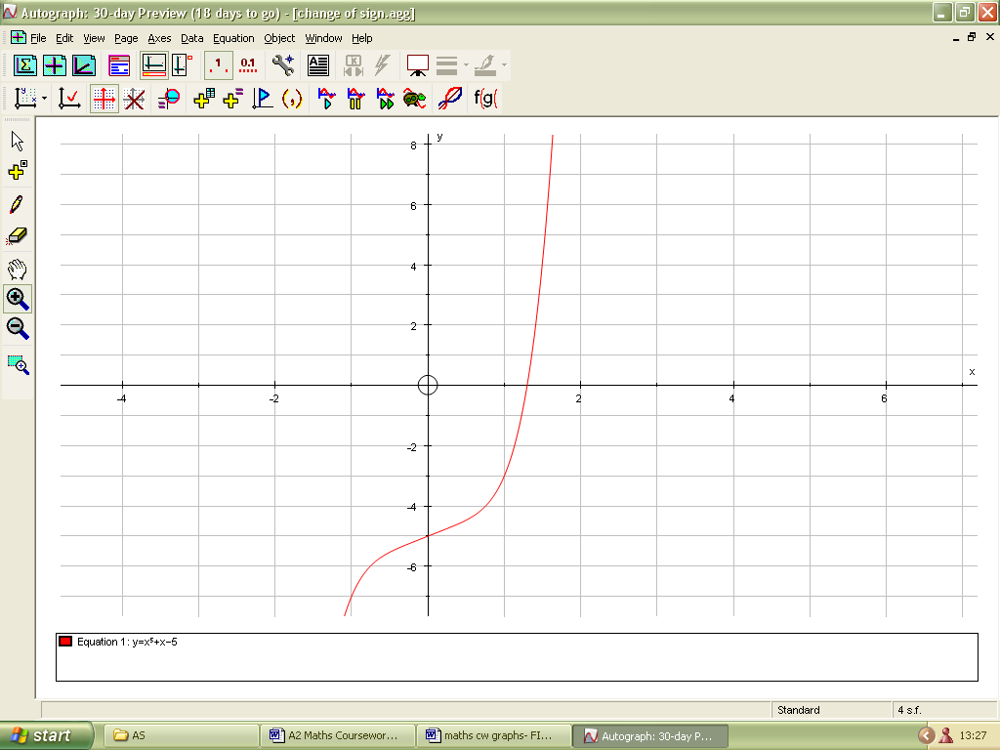 Autograph: 30-day Preview (18 days to go) - [change of sign.agg]
File Edit View Page Axes Data Equation Object Window Help
.1. 0.1
f(g(
y
8
6
4
2
x
-4 -2 2 4 6
-2
-4
-6
Equation 1: y=x⁵+x−5
Standard 4 s.f.
start AS A2 Maths Coursewor... maths cw graphs- FI... Autograph: 30-day P... 13:27